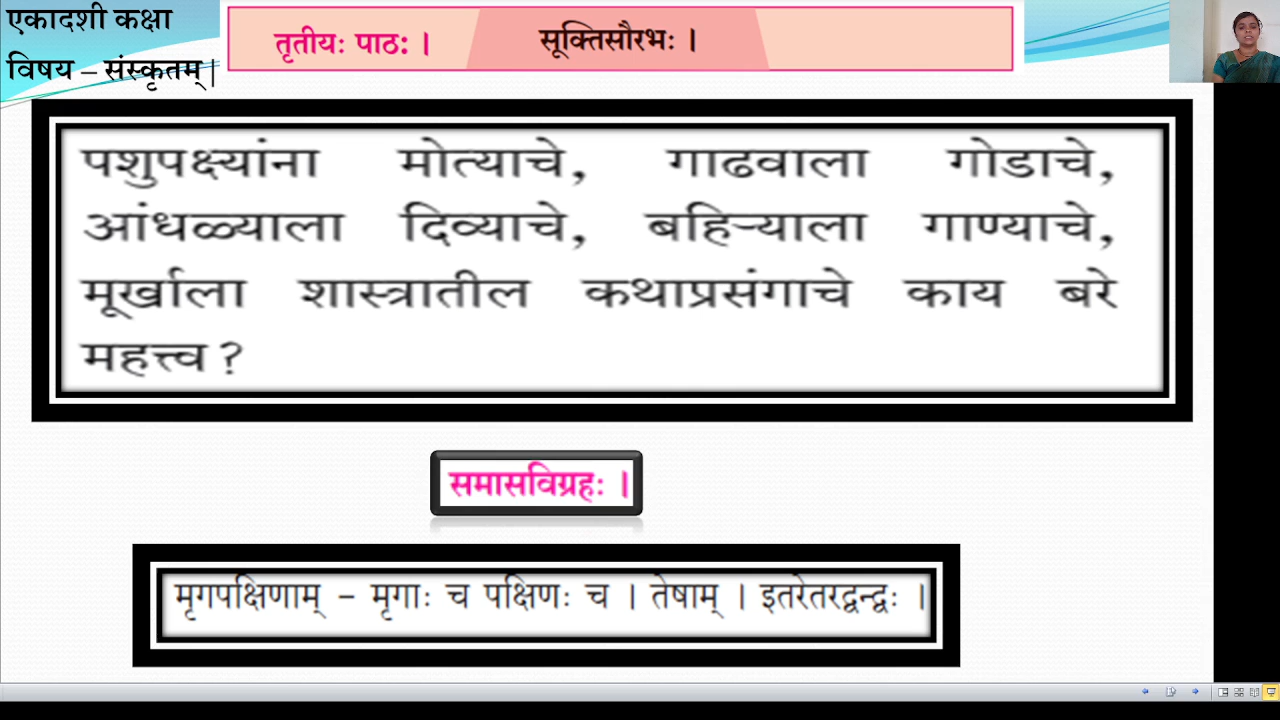 एकादशी कक्षा
विषय – संस्कृतम्|
तृतीयः पाठः ।
सूक्तिसौरभः ।
पशुपक्ष्यांना मोत्याचे, गाढवाला गोडाचे,
आंधळ्याला दिव्याचे, बहिऱ्याला गाण्याचे,
मूर्खाला शास्त्रातील कथाप्रसंगाचे काय बरे
महत्त्व ?
समासविग्रहः ।
मृगपक्षिणाम् – मृगाः च पक्षिणः च । तेषाम् । इतरेतरद्वन्द्वः ।